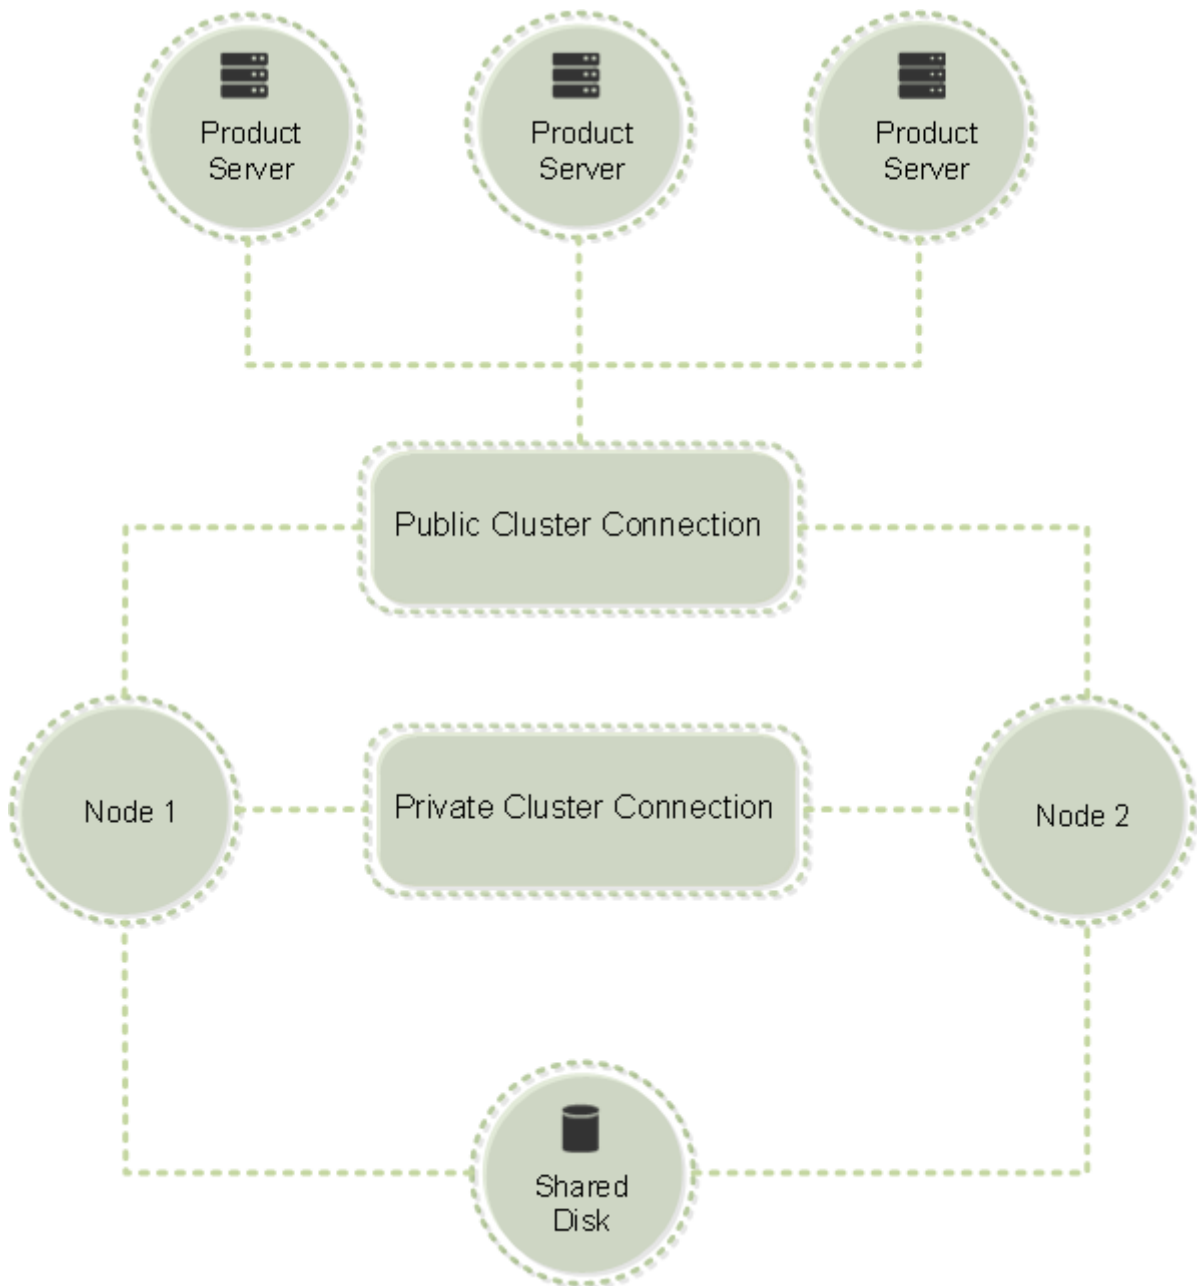 Product
Server
Product
Server
Product
Server
Public Cluster Connection
Node 1
Private Cluster Connection
Node 2
Shared
Disk